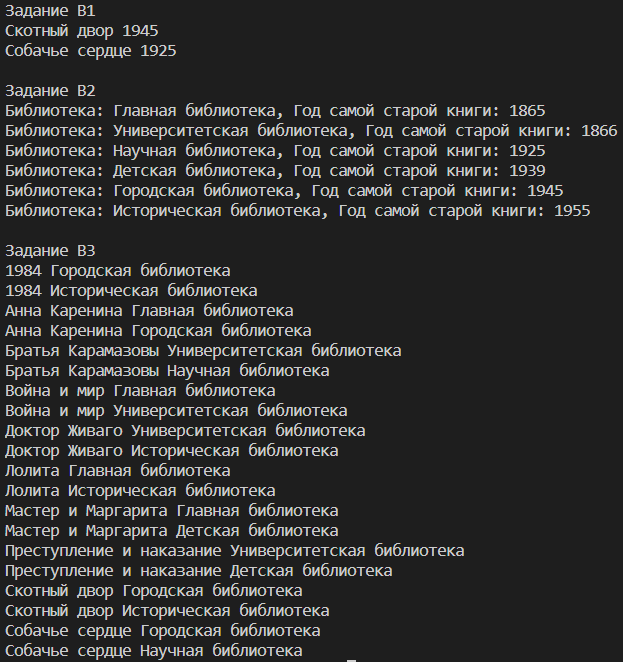 Задание В1
Скотный двор 1945
Собачье сердце 1925
Задание В2
Библиотека: Главная библиотека, Год самой старой книги: 1865
Библиотека: Университетская библиотека, Год самой старой книги: 1866
Библиотека: Научная библиотека, Год самой старой книги: 1925
Библиотека: Детская библиотека, Год самой старой книги: 1939
Библиотека: Городская библиотека, Год самой старой книги: 1945
Библиотека: Историческая библиотека, Год самой старой книги: 1955
Задание В3
1984 Городская библиотека
1984 Историческая библиотека
Анна Каренина Главная библиотека
Анна Каренина Городская библиотека
Братья Карамазовы Университетская библиотека
Братья Карамазовы Научная библиотека
Война и мир Главная библиотека
Война и мир Университетская библиотека
Доктор Живаго Университетская библиотека
Доктор Живаго Историческая библиотека
Лолита Главная библиотека
Лолита Историческая библиотека
Мастер и Маргарита Главная библиотека
Мастер и Маргарита Детская библиотека
Преступление и наказание Университетская библиотека
Преступление и наказание Детская библиотека
Скотный двор Городская библиотека
Скотный двор Историческая библиотека
Собачье сердце Городская библиотека
Собачье сердце Научная библиотека